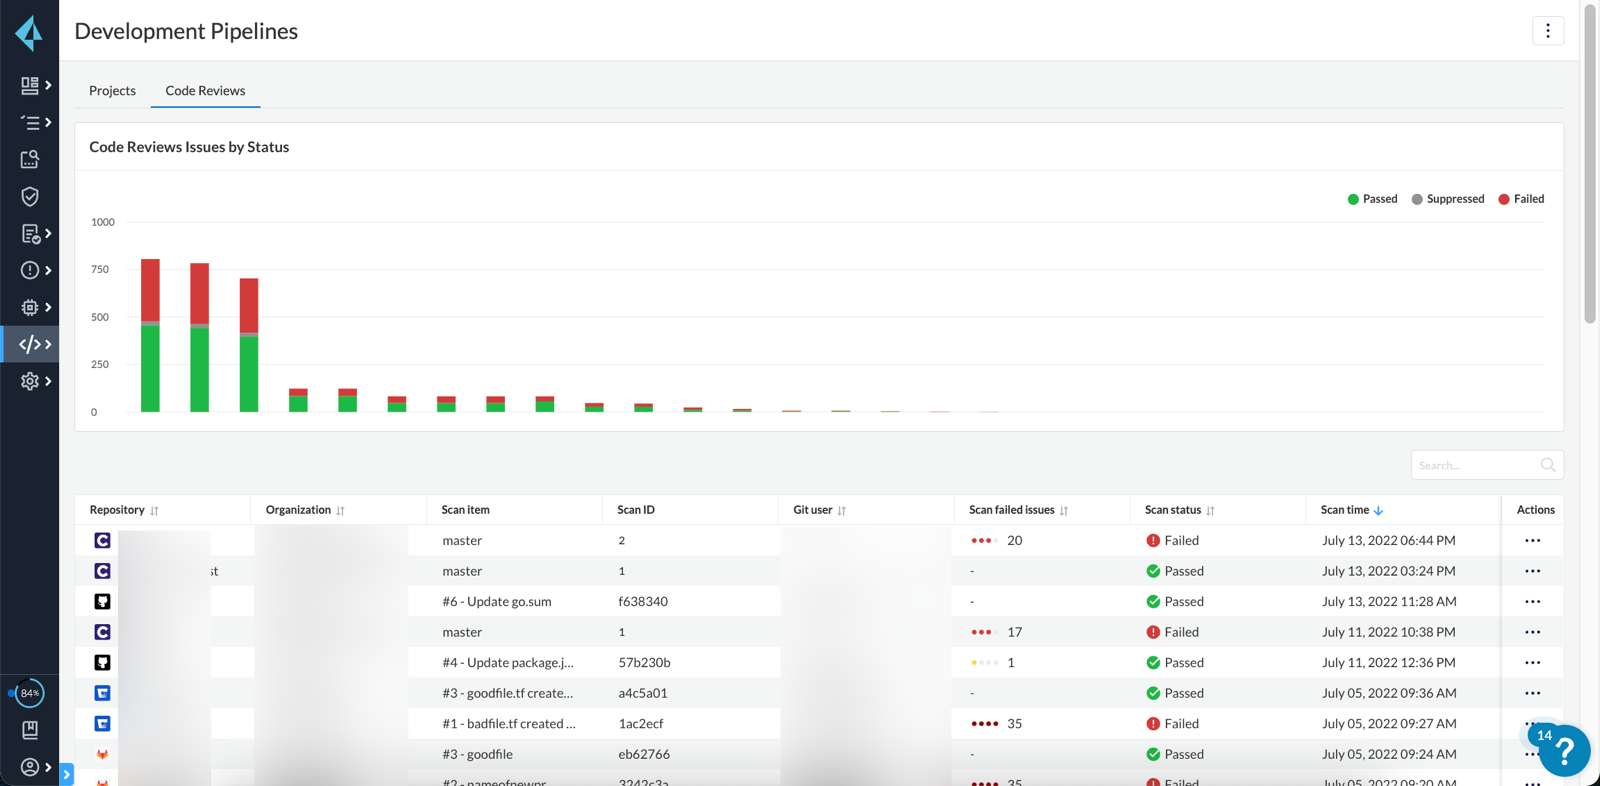 Development Pipelines
Projects
Code Reviews
Code Reviews Issues by Status
Passed Suppressed Failed
1000
750
500
250
0
Search...
Repository Organization Scan item Scan ID Git user Scan failed issues Scan status Scan time Actions
master 2 20 Failed July 13, 2022 06:44 PM
st master 1 - Passed July 13, 2022 03:24 PM
#6 - Update go.sum f638340 - Passed July 13, 2022 11:28 AM
master 1 17 Failed July 11, 2022 10:38 PM
#4 - Update package.j... 57b230b 1 Passed July 11, 2022 12:36 PM
#3 - goodfile.tf create... a4c5a01 - Passed July 05, 2022 09:36 AM
#1 - badfile.tf created ... 1ac2ecf 35 Failed July 05, 2022 09:27 AM
#3 - goodfile eb62766 - Passed July 05, 2022 09:24 AM
#2 - nameofnewpr 3242c3a 35 Failed July 05, 2022 09:20 AM
84%
14